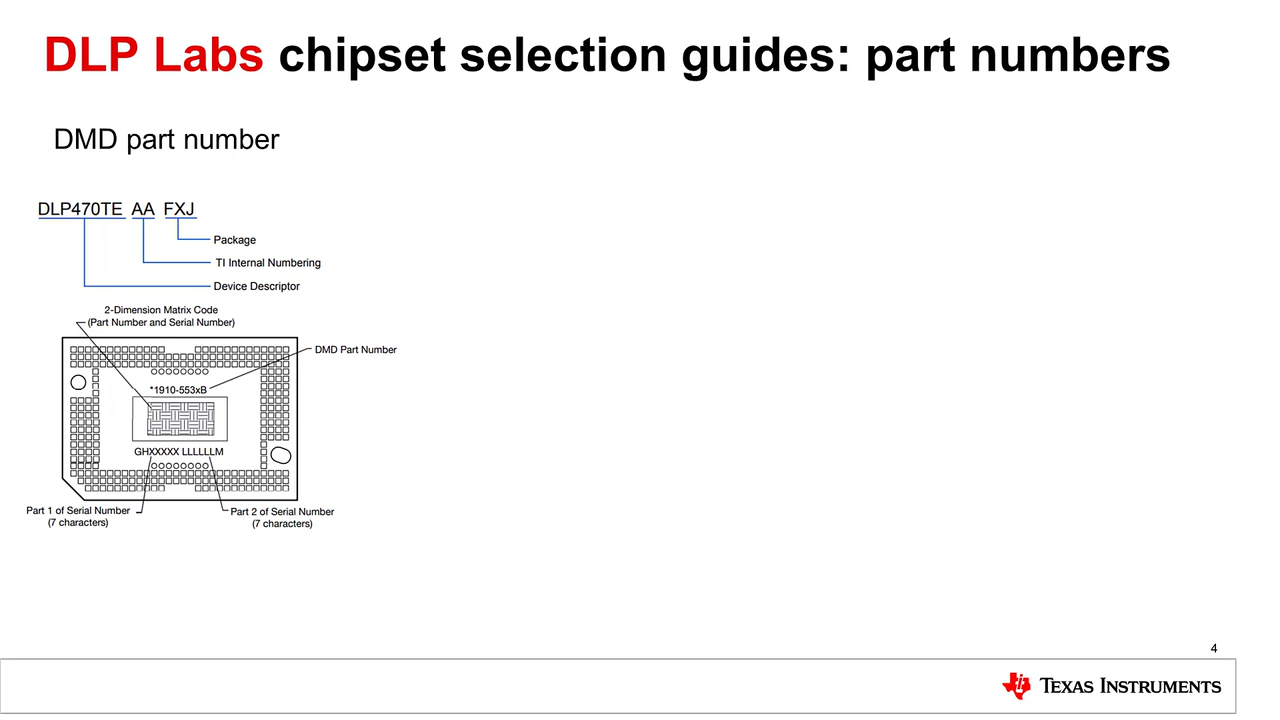 DLP Labs chipset selection guides: part numbers
DMD part number
DLP470TE AA FXJ
Package
TI Internal Numbering
Device Descriptor
2-Dimension Matrix Code
(Part Number and Serial Number)
DMD Part Number
*1910-553xB
GHXXXXX LLLLLLM
Part 1 of Serial Number
(7 characters)
Part 2 of Serial Number
(7 characters)
4
TEXAS INSTRUMENTS